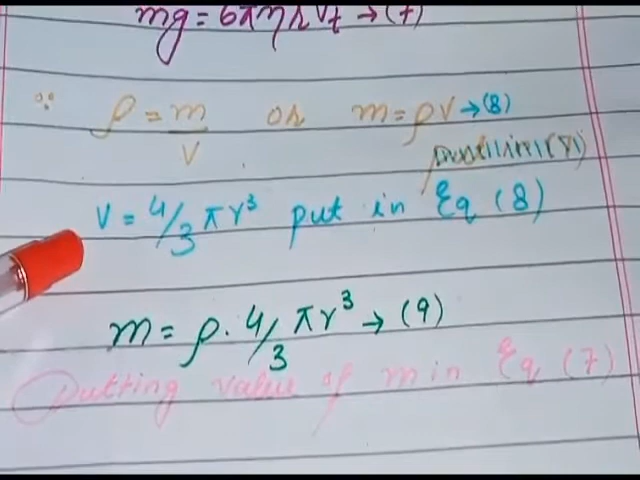 mg = 6πηrVt → (7)
∵ ρ = m/V or m = ρV → (8)
V = 4/3 πr³ put in Eq (8)
m = ρ. 4/3 πr³ → (9)
Putting value of m in Eq (7)